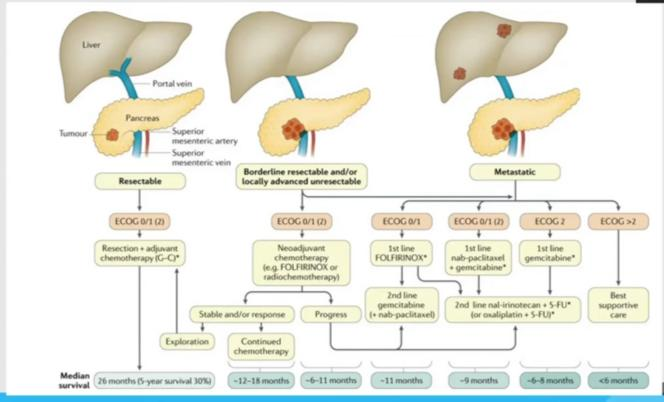 Liver
Portal vein
Pancreas
Tumour
Superior
mesenteric artery
Superior
mesenteric vein
Resectable
Borderline resectable and/or
locally advanced unresectable
Metastatic
ECOG 0/1 (2)
ECOG 0/1 (2)
ECOG 0/1
ECOG 0/1 (2)
ECOG 2
ECOG >2
Resection + adjuvant
chemotherapy (G–C)*
Neoadjuvant
chemotherapy
(e.g. FOLFIRINOX or
radiochemotherapy)
1st line
FOLFIRINOX*
1st line
nab-paclitaxel
+ gemcitabine*
1st line
gemcitabine*
2nd line
gemcitabine
(+ nab-paclitaxel)
2nd line nal-irinotecan + 5-FU*
(or oxaliplatin + 5-FU)*
Best
supportive
care
Stable and/or response
Progress
Exploration
Continued
chemotherapy
Median
survival
26 months (5-year survival 30%)
~12–18 months
~6–11 months
~11 months
~9 months
~6–8 months
<6 months